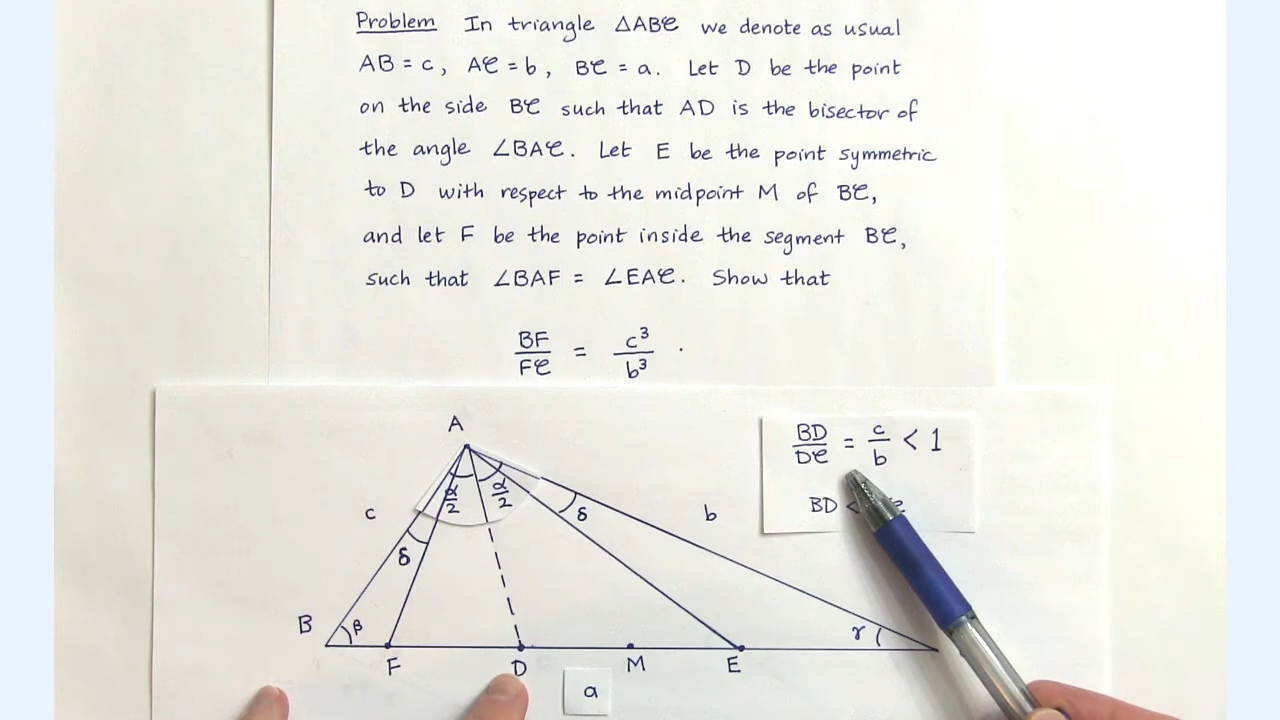 Problem In triangle ΔABC we denote as usual
AB = c, AC = b, BC = a. Let D be the point
on the side BC such that AD is the bisector of
the angle ∠BAC. Let E be the point symmetric
to D with respect to the midpoint M of BC,
and let F be the point inside the segment BC,
such that ∠BAF = ∠EAC. Show that
BF/FC = c³/b³ .
A
BD/DC = c/b < 1
BD <
α/2 α/2
c δ b
δ
B β γ
F D M E
a